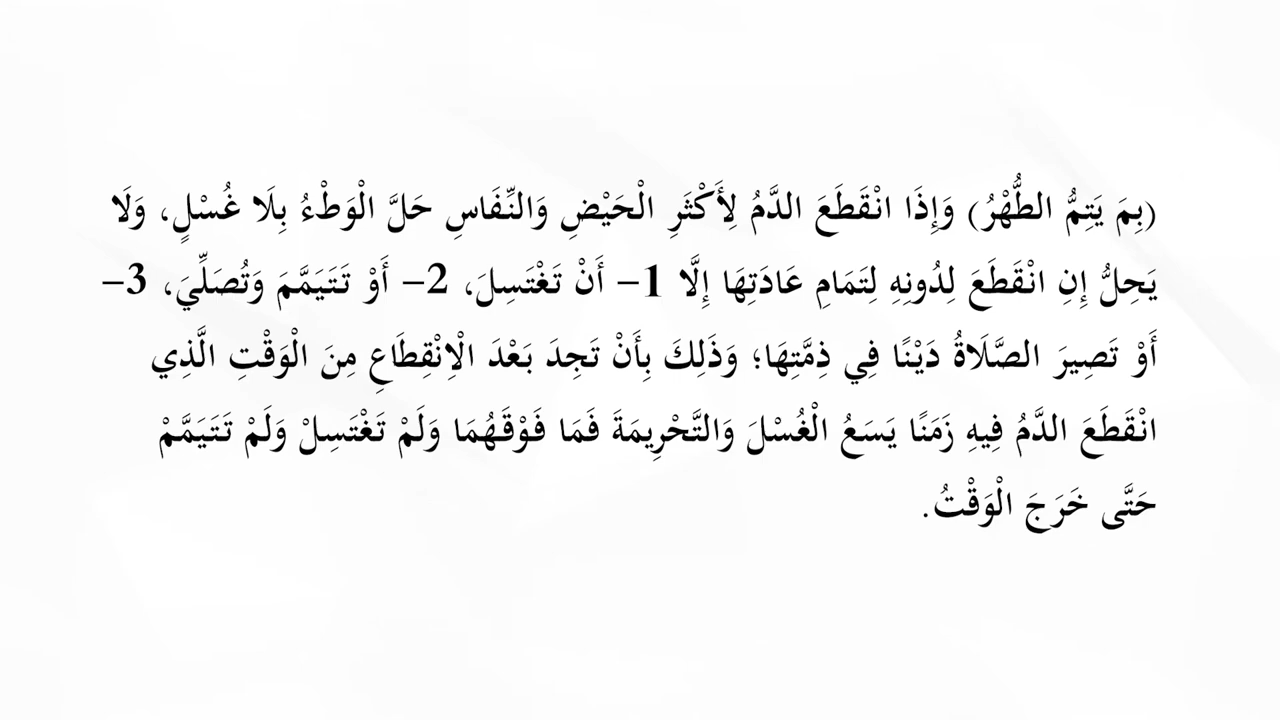 (بِمَ يَتِمُّ الطُّهْرُ) وَإِذَا انْقَطَعَ الدَّمُ لِأَكْثَرِ الْحَيْضِ وَالنِّفَاسِ حَلَّ الْوَطْءُ بِلَا غُسْلٍ، وَلَا
يَحِلُّ إِنِ انْقَطَعَ لِدُونِهِ لِتَمَامِ عَادَتِهَا إِلَّا 1- أَنْ تَغْتَسِلَ، 2- أَوْ تَتَيَمَّمَ وَتُصَلِّيَ، 3-
أَوْ تَصِيرَ الصَّلَاةُ دَيْنًا فِي ذِمَّتِهَا؛ وَذَلِكَ بِأَنْ تَجِدَ بَعْدَ الْاِنْقِطَاعِ مِنَ الْوَقْتِ الَّذِي
انْقَطَعَ الدَّمُ فِيهِ زَمَنًا يَسَعُ الْغُسْلَ وَالتَّحْرِيمَةَ فَمَا فَوْقَهُمَا وَلَمْ تَغْتَسِلْ وَلَمْ تَتَيَمَّمْ
حَتَّى خَرَجَ الْوَقْتُ.